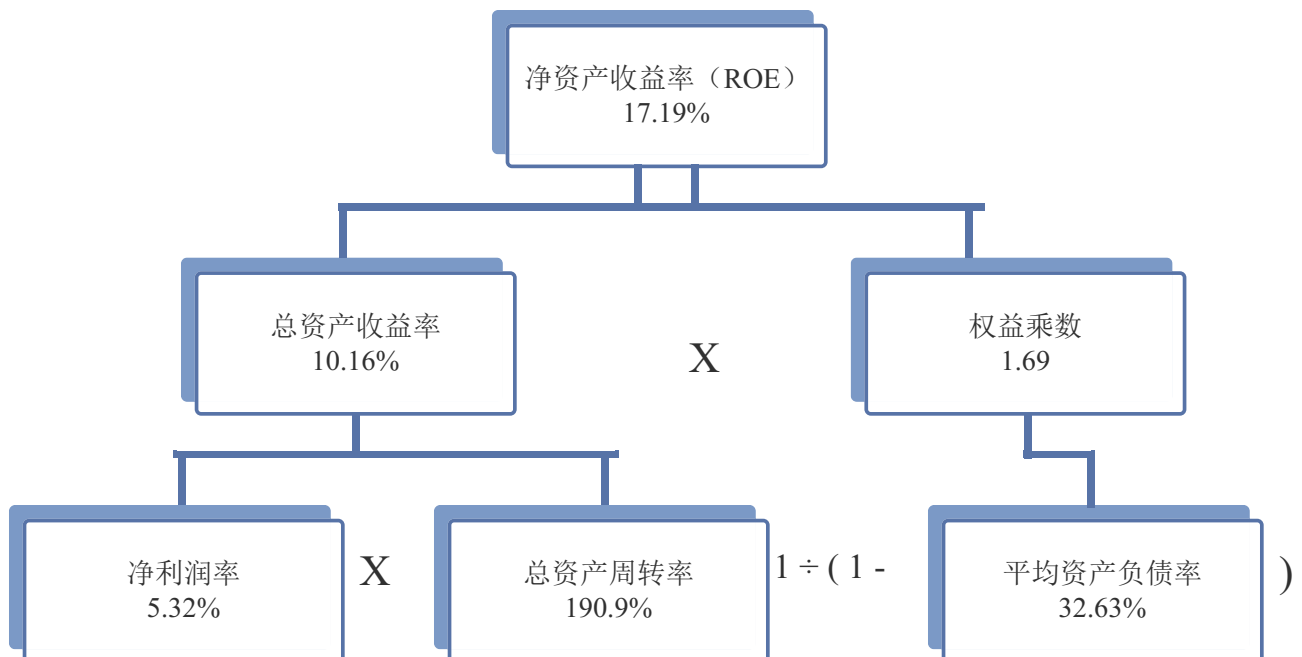 净资产收益率（ROE）
17.19%
总资产收益率
10.16%
X
权益乘数
1.69
净利润率
5.32%
X
总资产周转率
190.9%
1 ÷ ( 1 -
平均资产负债率
32.63%
)